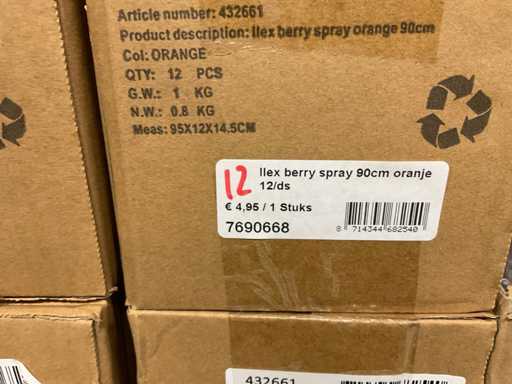 Article number: 432661
Product description: Ilex berry spray orange 90cm
Col: ORANGE
QTY: 12 PCS
G.W.: 1 KG
N.W.: 0.8 KG
Meas: 95X12X14.5CM
12
Ilex berry spray 90cm oranje
12/ds
€ 4,95 / 1 Stuks
7690668
8 714344 682540
432661